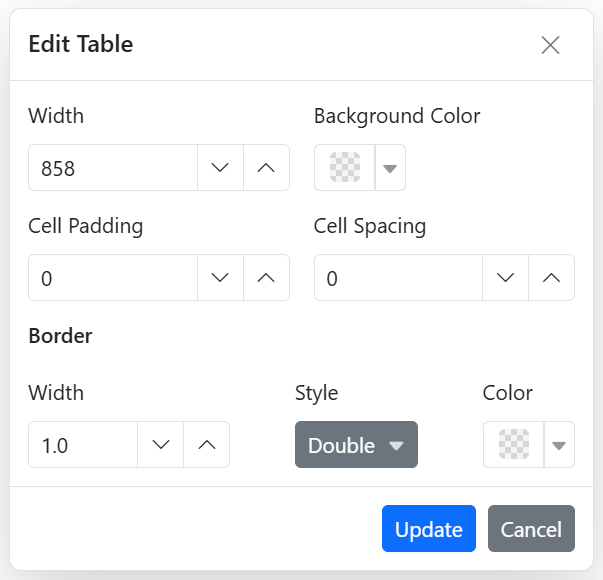 Edit Table
Width Background Color
858
Cell Padding Cell Spacing
0 0
Border
Width Style Color
1.0 Double
Update Cancel